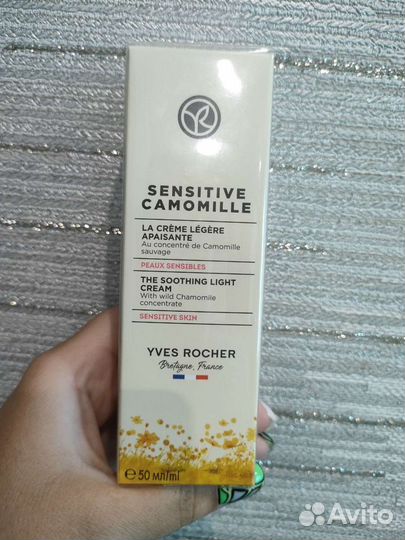 SENSITIVE
CAMOMILLE
LA CRÈME LÉGÈRE
APAISANTE
Au concentré de Camomille
sauvage
PEAUX SENSIBLES
THE SOOTHING LIGHT
CREAM
With wild Chamomile
concentrate
SENSITIVE SKIN
YVES ROCHER
Bretagne, France
℮50 мл/ml
Avito